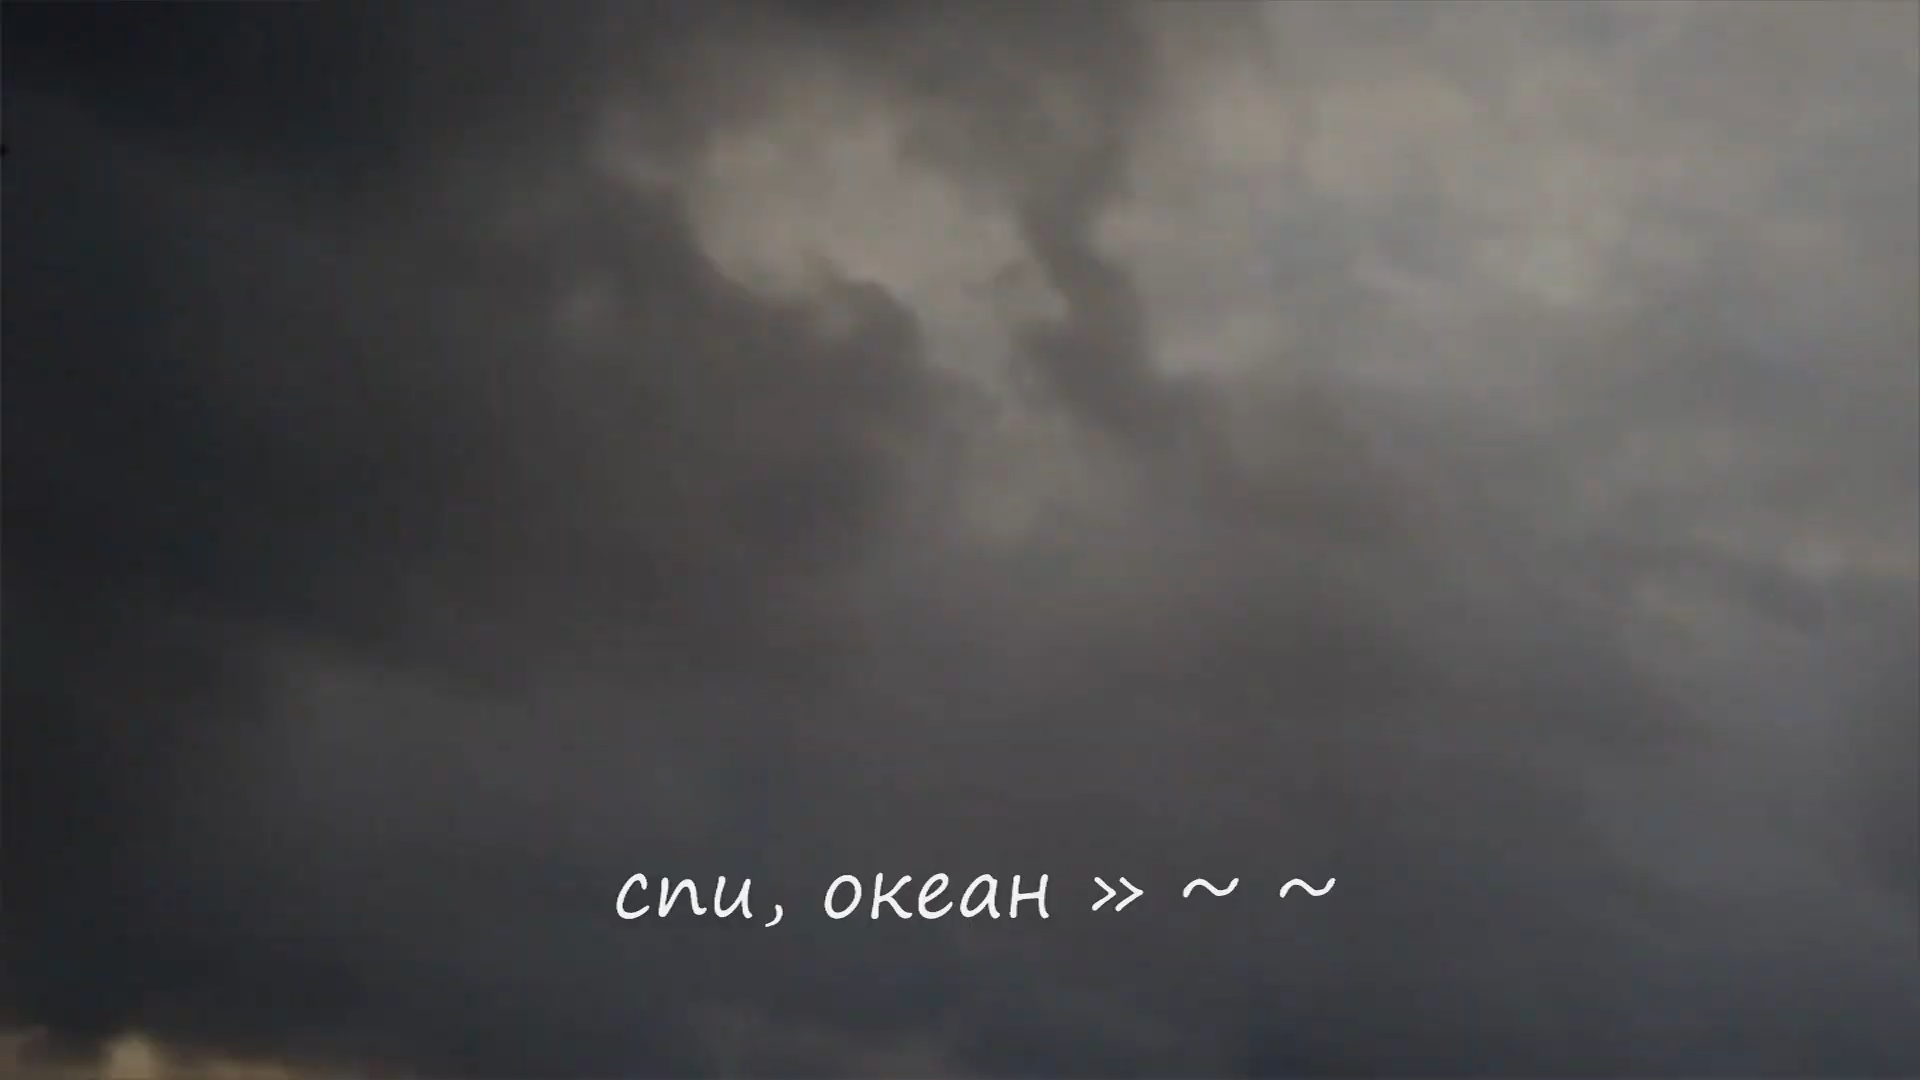 спи, океан » ~ ~